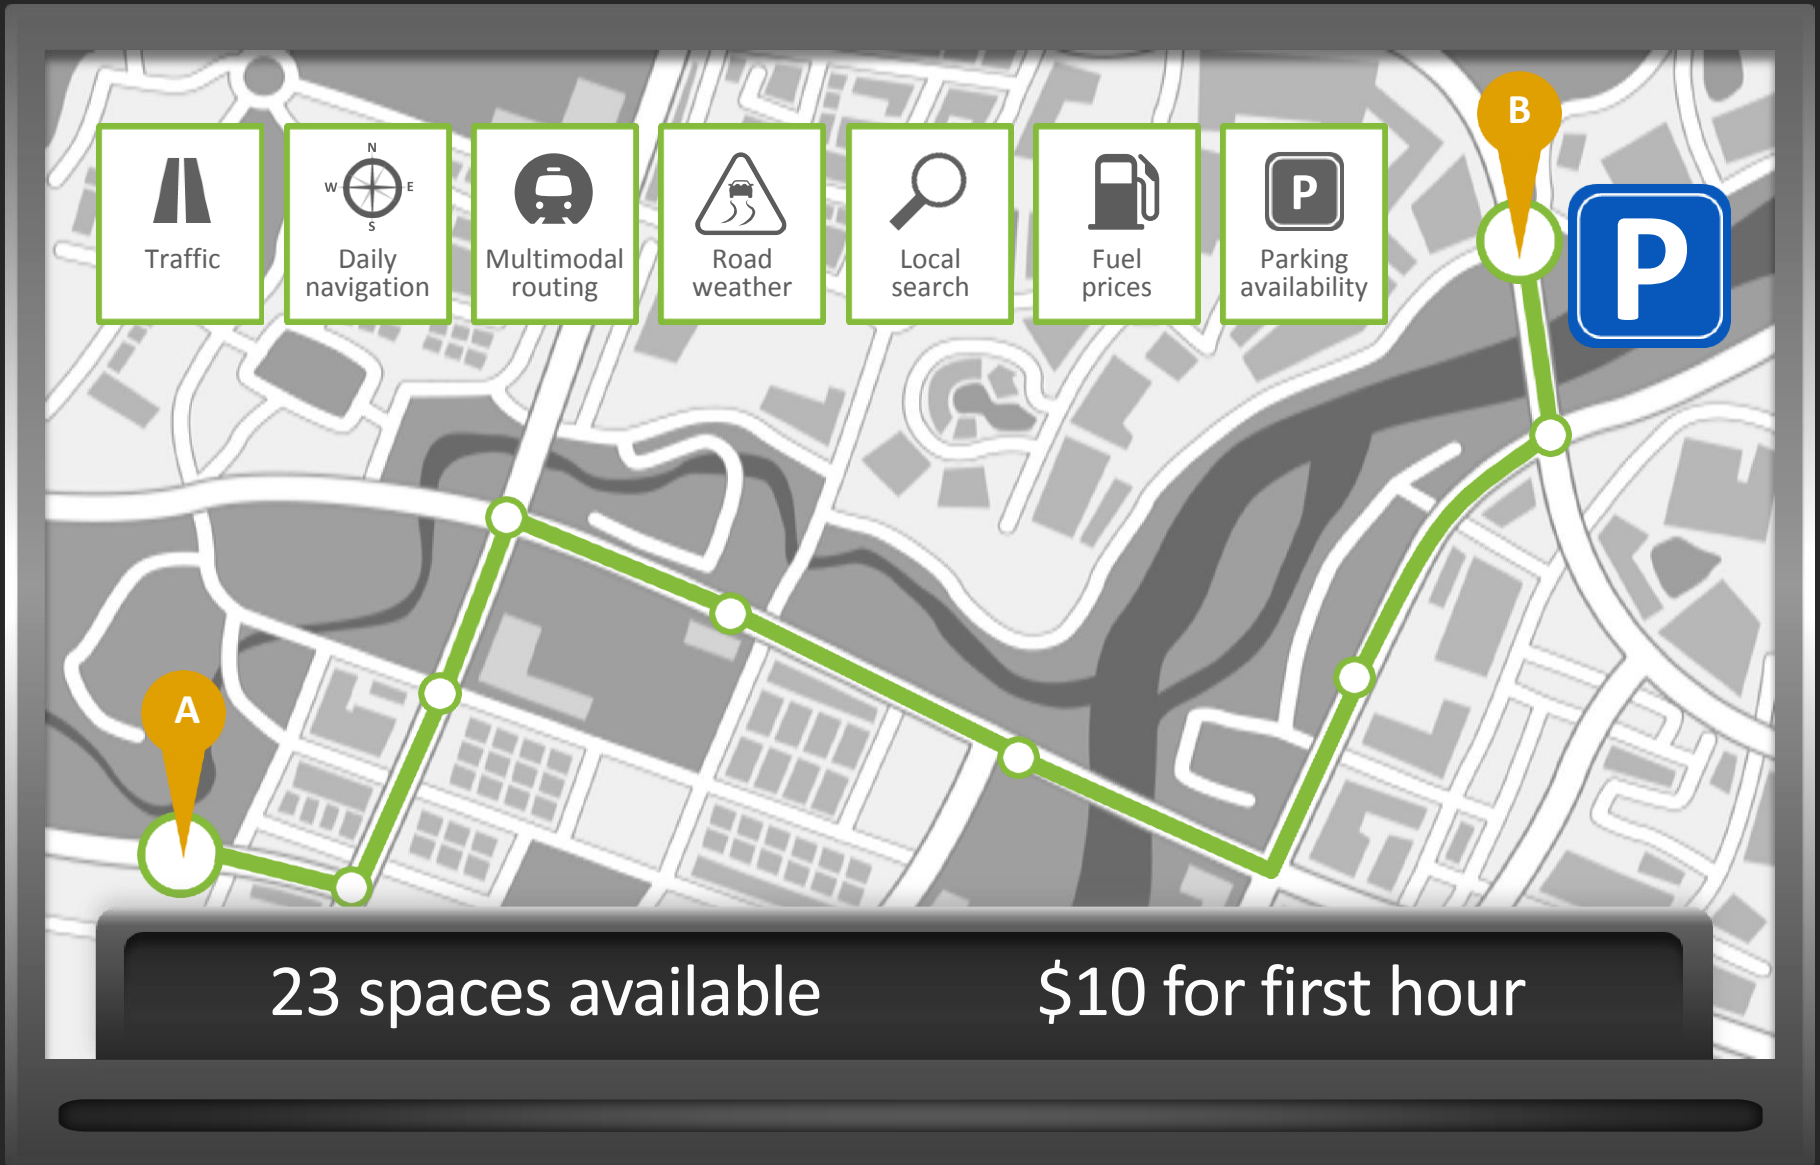 B
P
Traffic
N
W E
S
Daily
navigation
Multimodal
routing
Road
weather
Local
search
Fuel
prices
P
Parking
availability
A
23 spaces available
$10 for first hour